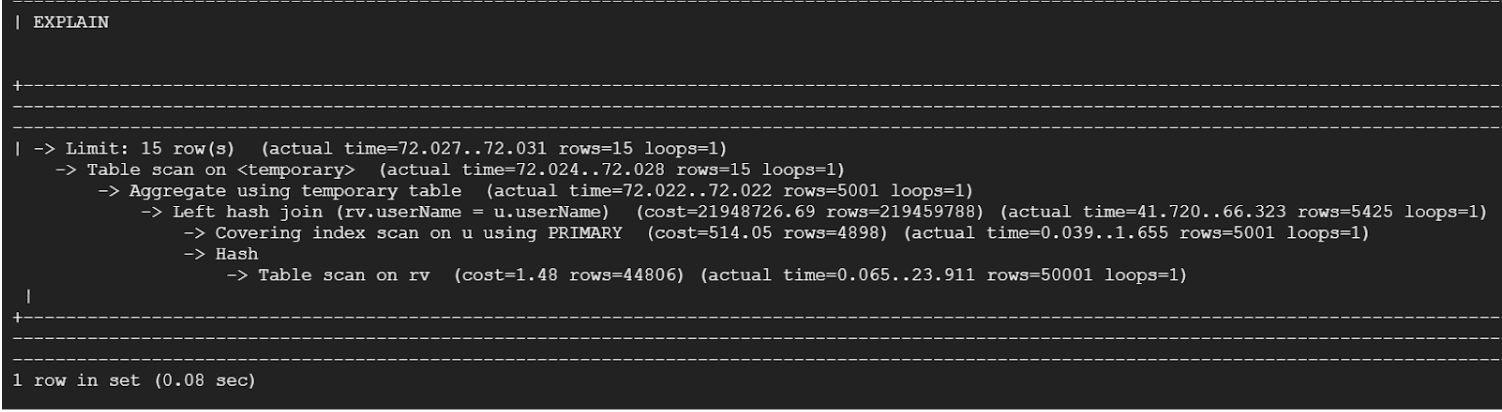 | EXPLAIN
| -> Limit: 15 row(s)  (actual time=72.027..72.031 rows=15 loops=1)
    -> Table scan on <temporary>  (actual time=72.024..72.028 rows=15 loops=1)
        -> Aggregate using temporary table  (actual time=72.022..72.022 rows=5001 loops=1)
            -> Left hash join (rv.userName = u.userName)  (cost=21948726.69 rows=219459788) (actual time=41.720..66.323 rows=5425 loops=1)
                -> Covering index scan on u using PRIMARY  (cost=514.05 rows=4898) (actual time=0.039..1.655 rows=5001 loops=1)
                -> Hash
                    -> Table scan on rv  (cost=1.48 rows=44806) (actual time=0.065..23.911 rows=50001 loops=1)
 |
1 row in set (0.08 sec)